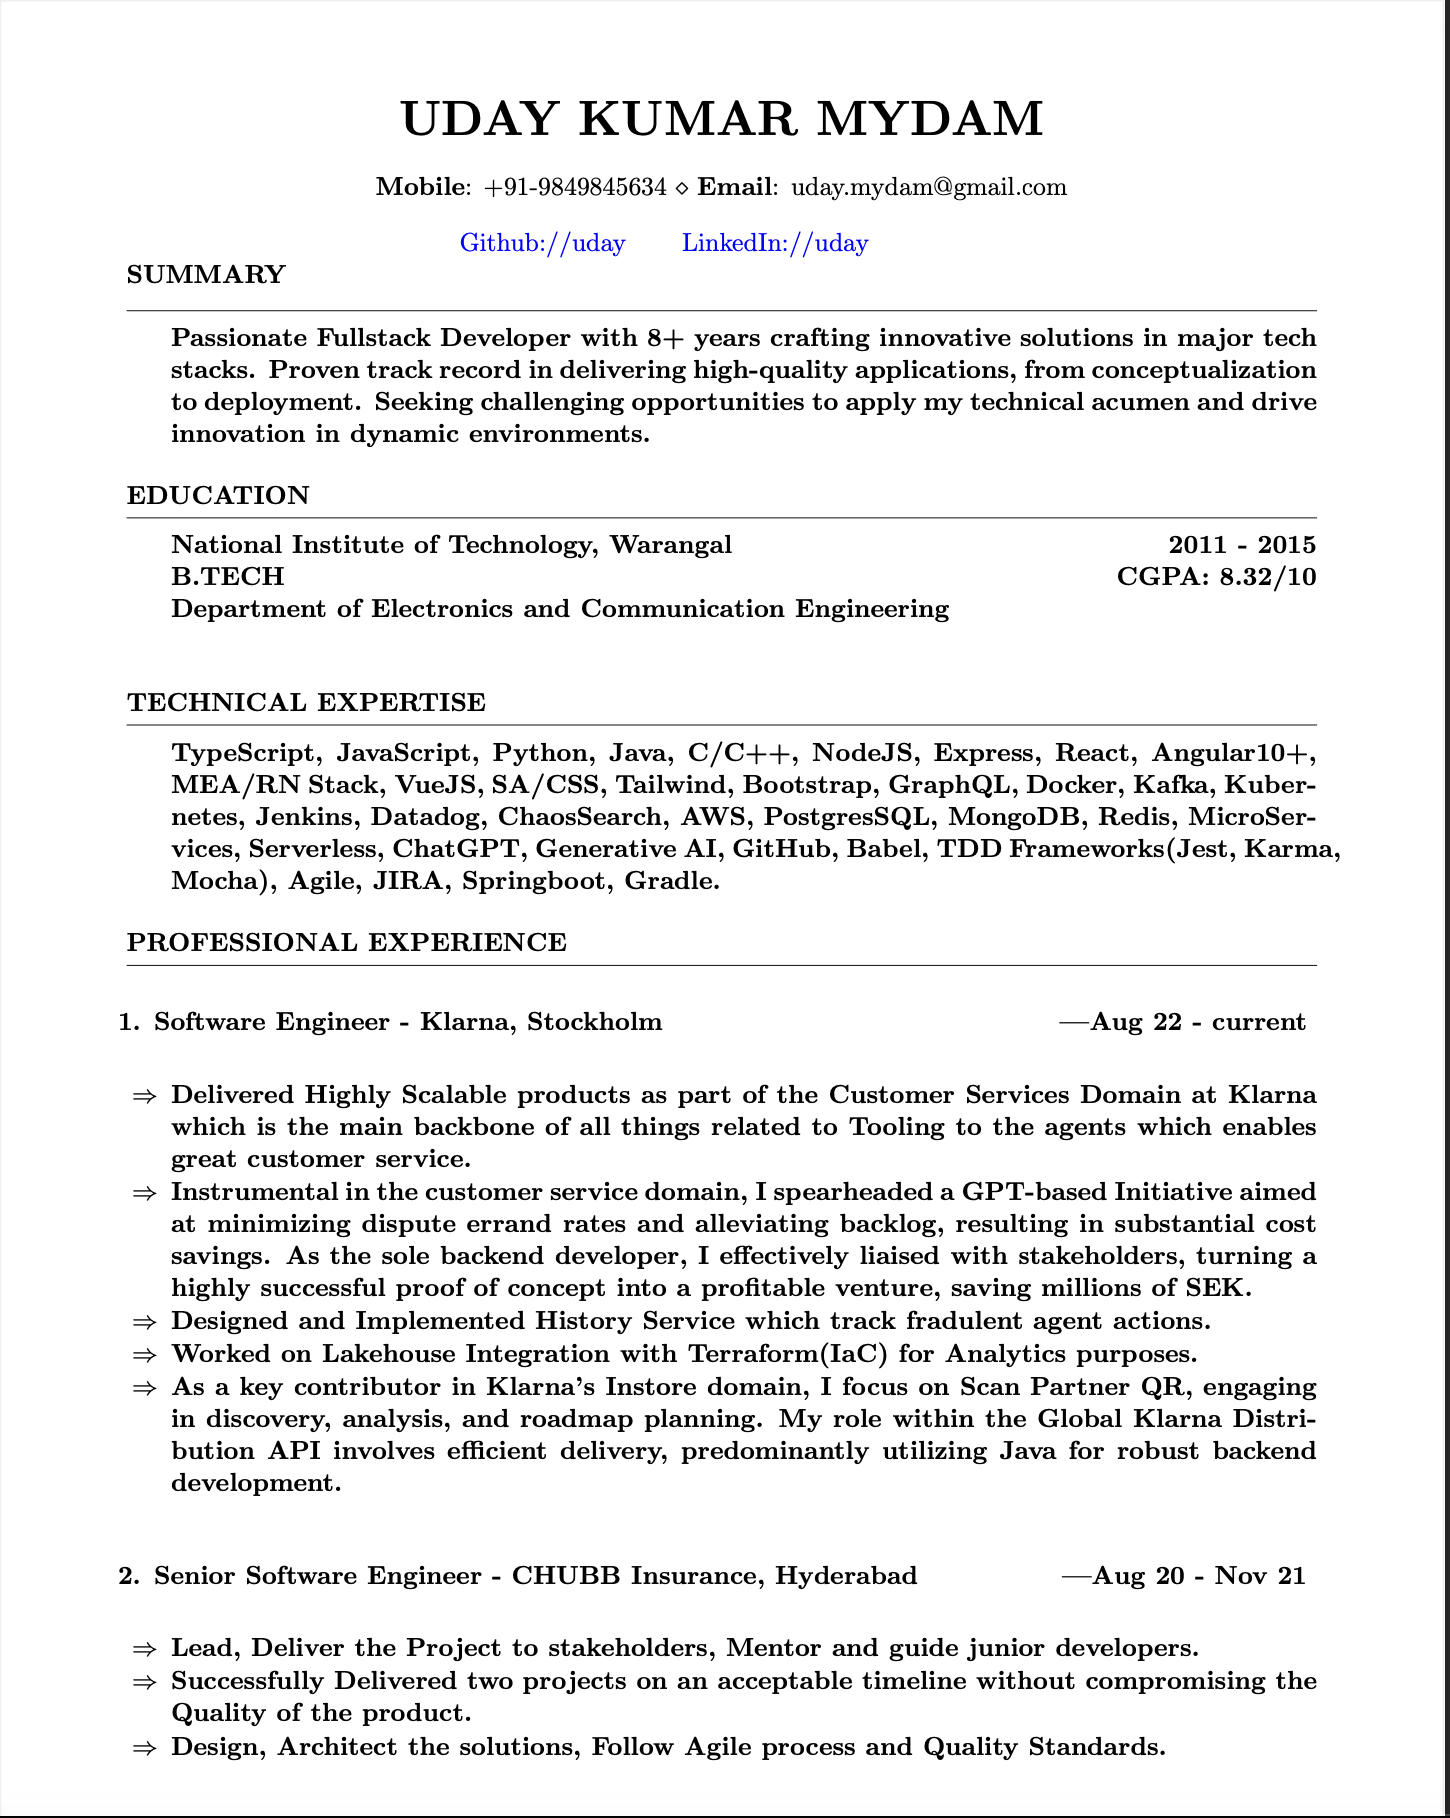 UDAY KUMAR MYDAM
Mobile: +91-9849845634 ⋄ Email: uday.mydam@gmail.com
Github://uday LinkedIn://uday
SUMMARY
Passionate Fullstack Developer with 8+ years crafting innovative solutions in major tech
stacks. Proven track record in delivering high-quality applications, from conceptualization
to deployment. Seeking challenging opportunities to apply my technical acumen and drive
innovation in dynamic environments.
EDUCATION
National Institute of Technology, Warangal 2011 - 2015
B.TECH CGPA: 8.32/10
Department of Electronics and Communication Engineering
TECHNICAL EXPERTISE
TypeScript, JavaScript, Python, Java, C/C++, NodeJS, Express, React, Angular10+,
MEA/RN Stack, VueJS, SA/CSS, Tailwind, Bootstrap, GraphQL, Docker, Kafka, Kuber-
netes, Jenkins, Datadog, ChaosSearch, AWS, PostgresSQL, MongoDB, Redis, MicroSer-
vices, Serverless, ChatGPT, Generative AI, GitHub, Babel, TDD Frameworks(Jest, Karma,
Mocha), Agile, JIRA, Springboot, Gradle.
PROFESSIONAL EXPERIENCE
1. Software Engineer - Klarna, Stockholm —Aug 22 - current
⇒ Delivered Highly Scalable products as part of the Customer Services Domain at Klarna
which is the main backbone of all things related to Tooling to the agents which enables
great customer service.
⇒ Instrumental in the customer service domain, I spearheaded a GPT-based Initiative aimed
at minimizing dispute errand rates and alleviating backlog, resulting in substantial cost
savings. As the sole backend developer, I effectively liaised with stakeholders, turning a
highly successful proof of concept into a profitable venture, saving millions of SEK.
⇒ Designed and Implemented History Service which track fradulent agent actions.
⇒ Worked on Lakehouse Integration with Terraform(IaC) for Analytics purposes.
⇒ As a key contributor in Klarna's Instore domain, I focus on Scan Partner QR, engaging
in discovery, analysis, and roadmap planning. My role within the Global Klarna Distri-
bution API involves efficient delivery, predominantly utilizing Java for robust backend
development.
2. Senior Software Engineer - CHUBB Insurance, Hyderabad —Aug 20 - Nov 21
⇒ Lead, Deliver the Project to stakeholders, Mentor and guide junior developers.
⇒ Successfully Delivered two projects on an acceptable timeline without compromising the
Quality of the product.
⇒ Design, Architect the solutions, Follow Agile process and Quality Standards.